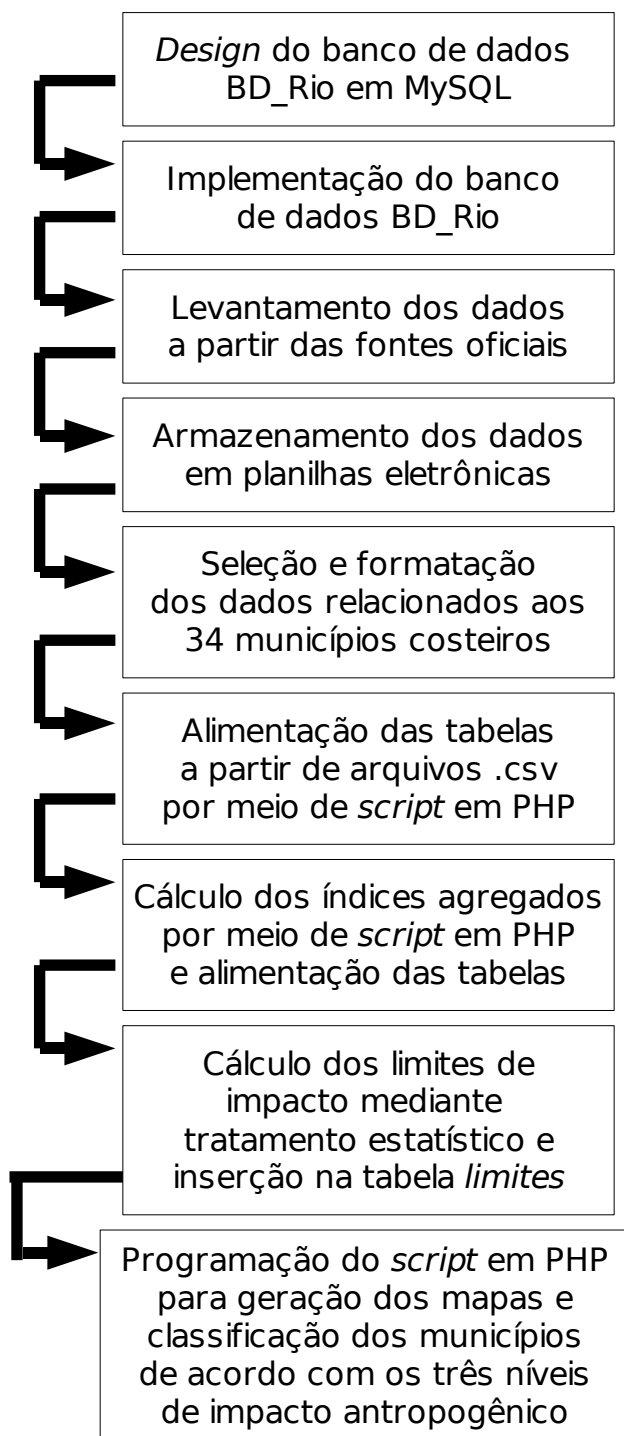 Design do banco de dados
BD_Rio em MySQL
Implementação do banco
de dados BD_Rio
Levantamento dos dados
a partir das fontes oficiais
Armazenamento dos dados
em planilhas eletrônicas
Seleção e formatação
dos dados relacionados aos
34 municípios costeiros
Alimentação das tabelas
a partir de arquivos .csv
por meio de script em PHP
Cálculo dos índices agregados
por meio de script em PHP
e alimentação das tabelas
Cálculo dos limites de
impacto mediante
tratamento estatístico e
inserção na tabela limites
Programação do script em PHP
para geração dos mapas e
classificação dos municípios
de acordo com os três níveis
de impacto antropogênico